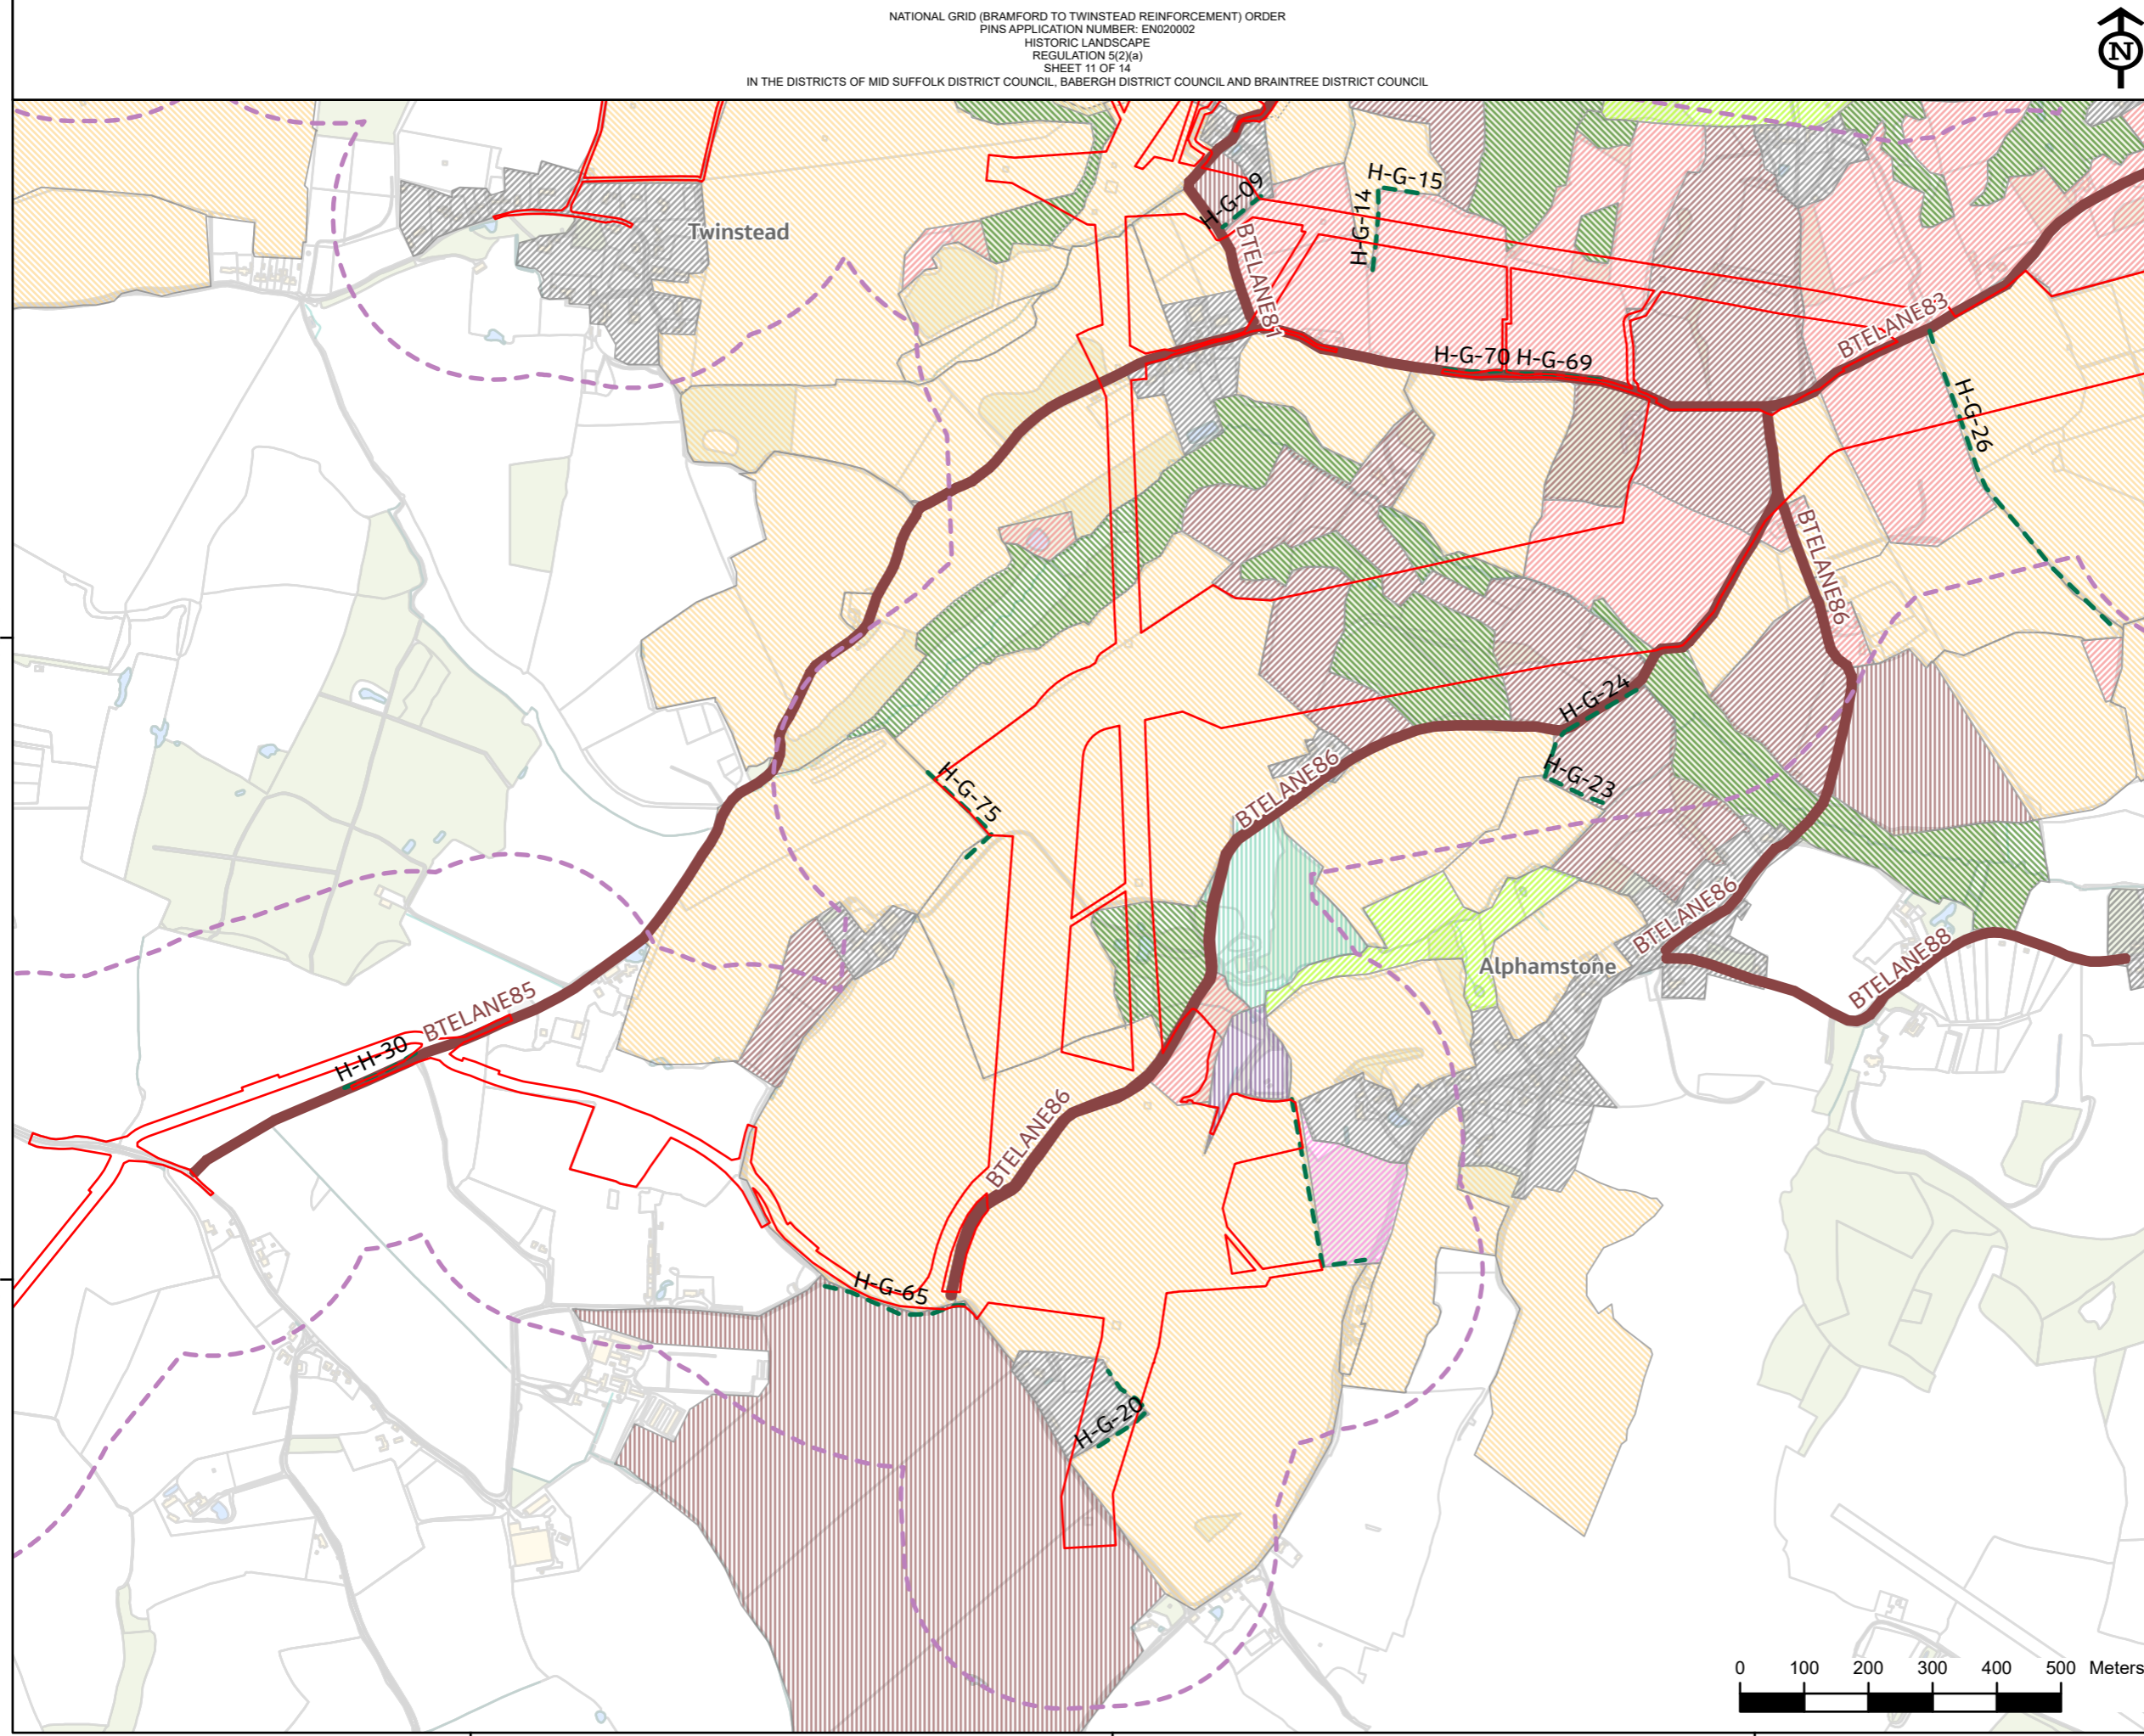 NATIONAL GRID (BRAMFORD TO TWINSTEAD REINFORCEMENT) ORDER
PINS APPLICATION NUMBER: EN020002
HISTORIC LANDSCAPE
REGULATION 5(2)(a)
SHEET 11 OF 14
IN THE DISTRICTS OF MID SUFFOLK DISTRICT COUNCIL, BABERGH DISTRICT COUNCIL AND BRAINTREE DISTRICT COUNCIL
N
H-G-15
H-G-09
H-G-14
Twinstead
BTELANE81
BTELANE83
H-G-70 H-G-69
H-G-26
BTELANE86
H-G-24
H-G-23
H-G-75
BTELANE86
BTELANE86
Alphamstone
BTELANE88
BTELANE85
H-H-30
BTELANE86
H-G-65
H-G-20
0 100 200 300 400 500 Meters